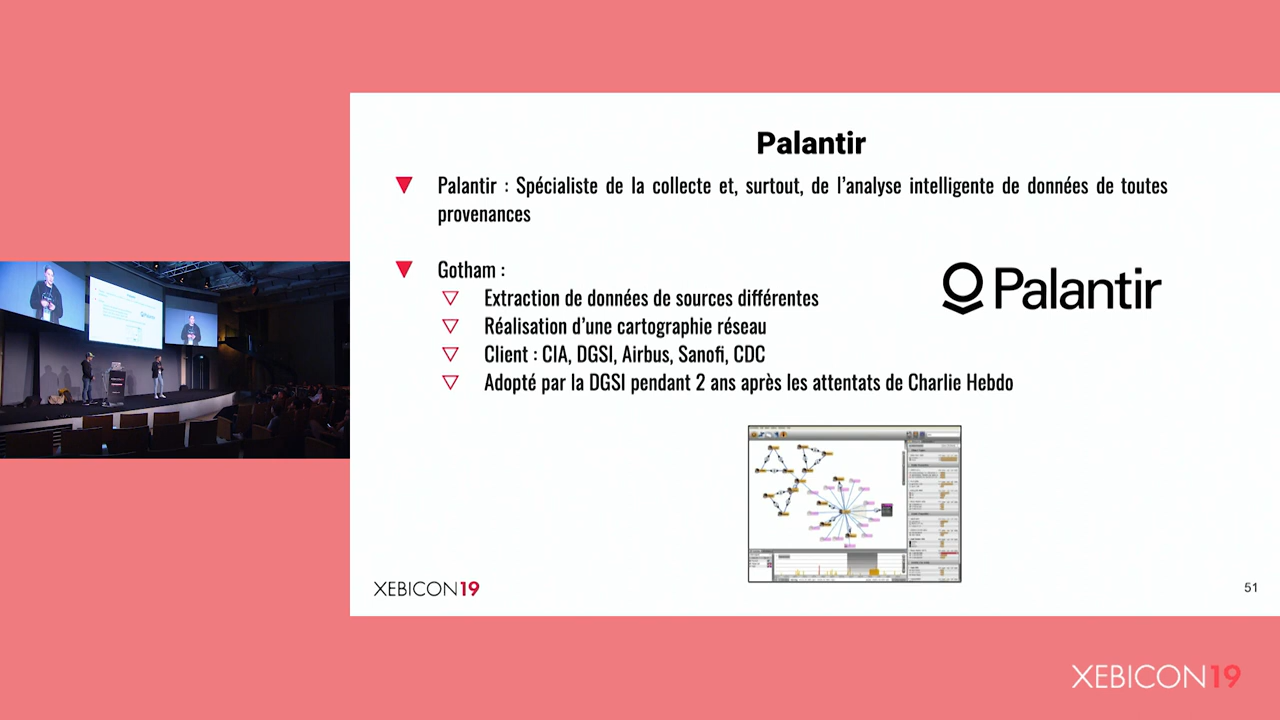 Palantir
Palantir : Spécialiste de la collecte et, surtout, de l'analyse intelligente de données de toutes
provenances
Gotham :
Extraction de données de sources différentes
Réalisation d'une cartographie réseau
Client : CIA, DGSI, Airbus, Sanofi, CDC
Adopté par la DGSI pendant 2 ans après les attentats de Charlie Hebdo
Palantir
XEBICON19
51
XEBICON19